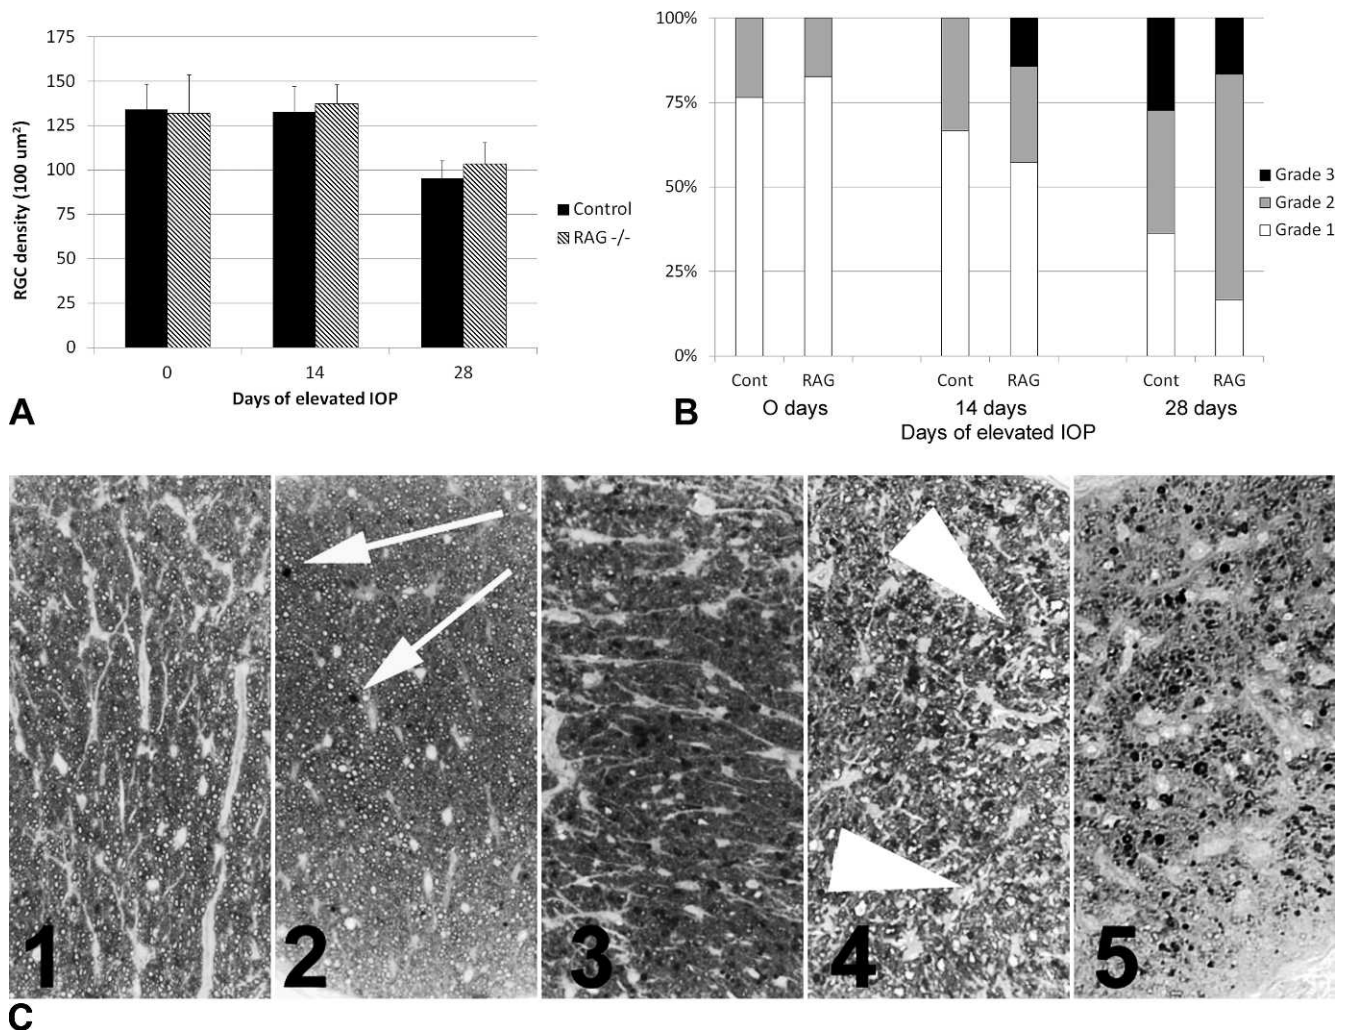 175
150
125
100
75
50
25
0
RGC density (100 um²)
0 14 28
Days of elevated IOP
Control
RAG -/-
A
100%
75%
50%
25%
0%
Cont RAG Cont RAG Cont RAG
O days 14 days 28 days
Days of elevated IOP
Grade 3
Grade 2
Grade 1
B
1 2 3 4 5
C